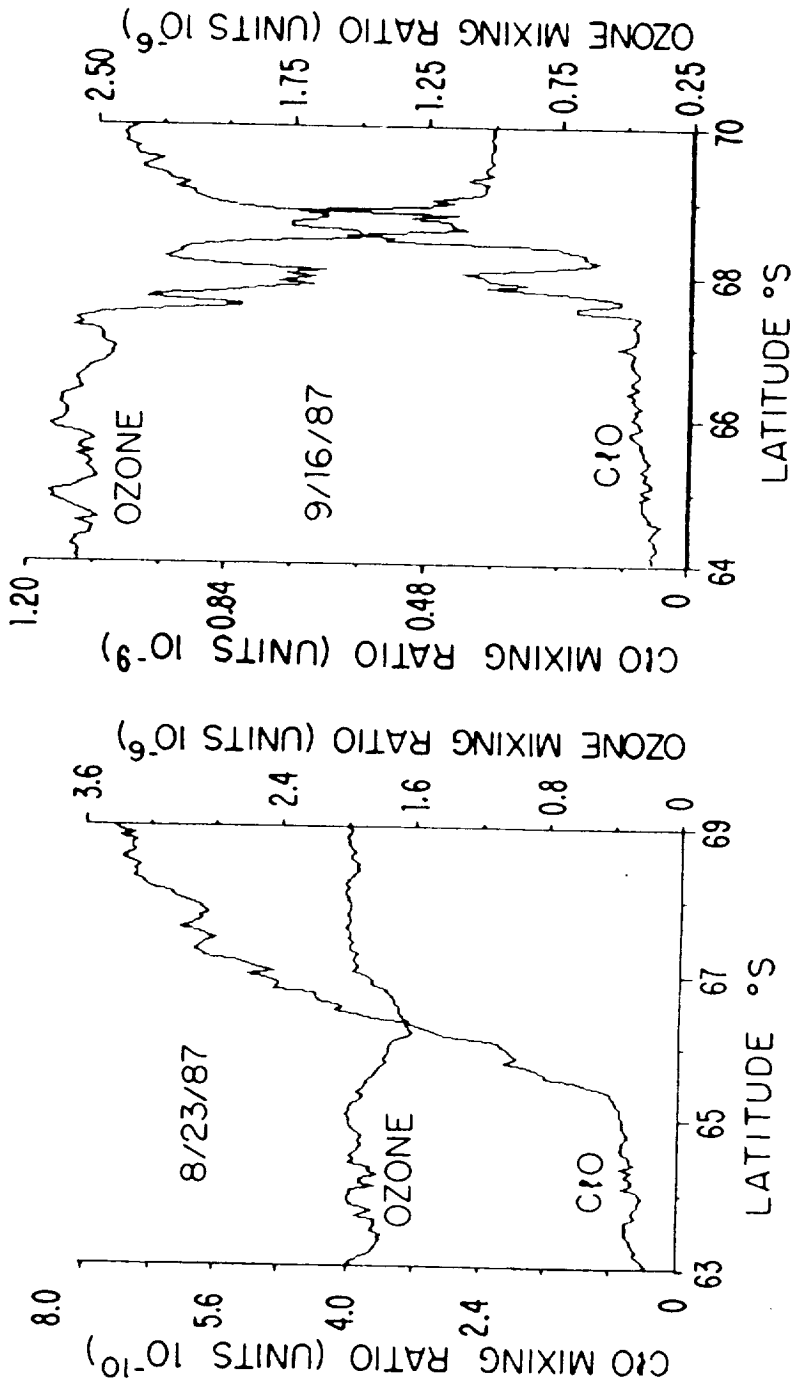 CℓO MIXING RATIO (UNITS 10⁻¹⁰)
8.0
5.6
4.0
2.4
0
8/23/87
OZONE
CℓO
63 65 67 69
LATITUDE °S
3.6
2.4
1.6
0.8
0
OZONE MIXING RATIO (UNITS 10⁻⁶)
CℓO MIXING RATIO (UNITS 10⁻⁹)
1.20
0.84
0.48
0
OZONE
9/16/87
CℓO
64 66 68 70
LATITUDE °S
2.50
1.75
1.25
0.75
0.25
OZONE MIXING RATIO (UNITS 10⁻⁶)